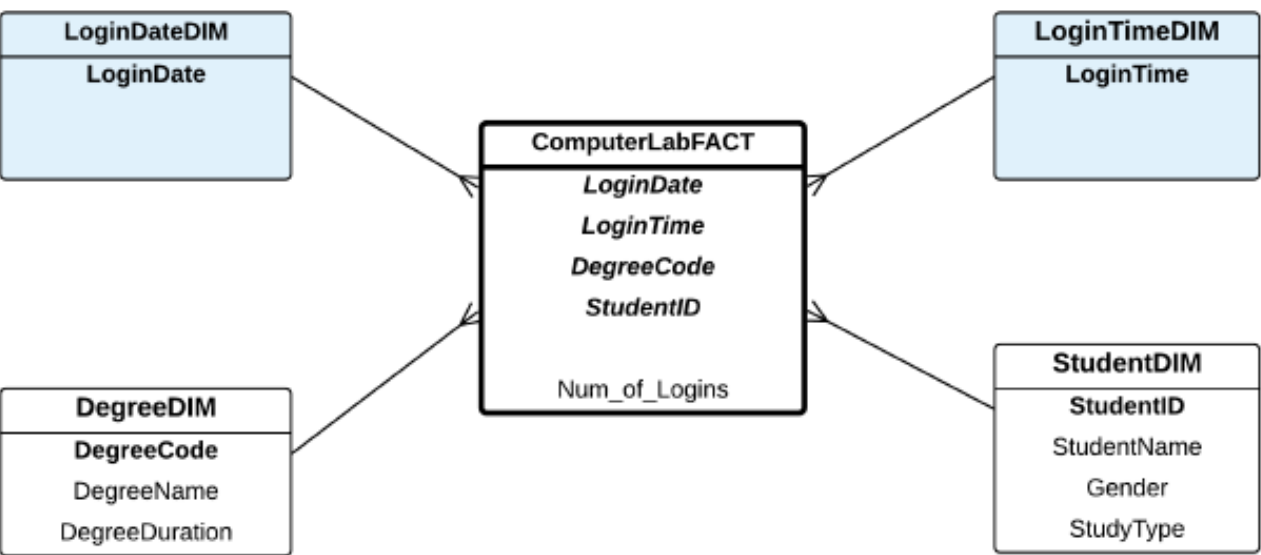 LoginDateDIM
LoginDate
LoginTimeDIM
LoginTime
ComputerLabFACT
LoginDate
LoginTime
DegreeCode
StudentID
Num_of_Logins
DegreeDIM
DegreeCode
DegreeName
DegreeDuration
StudentDIM
StudentID
StudentName
Gender
StudyType